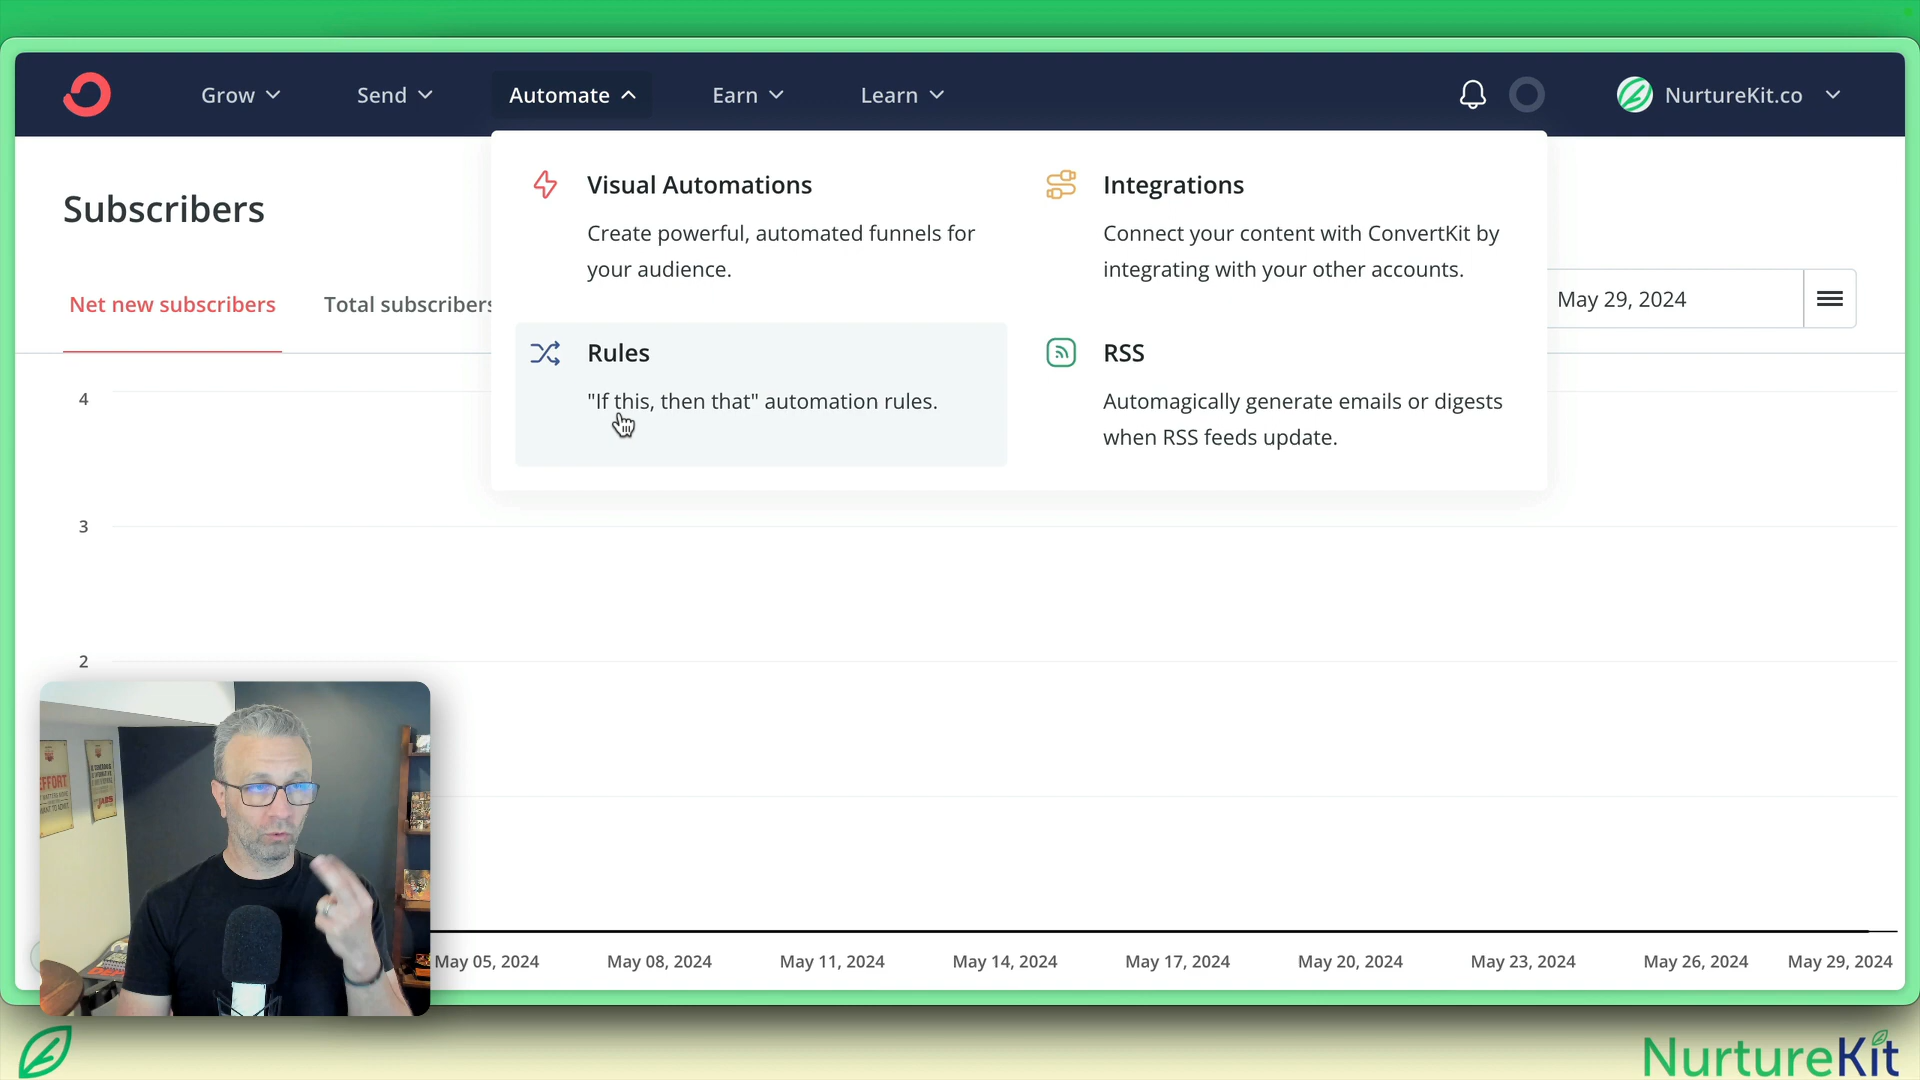 Grow
Send
Automate
Earn
Learn
NurtureKit.co
Subscribers
Net new subscribers
Total subscribers
May 29, 2024
Visual Automations
Create powerful, automated funnels for
your audience.
Integrations
Connect your content with ConvertKit by
integrating with your other accounts.
Rules
"If this, then that" automation rules.
RSS
Automagically generate emails or digests
when RSS feeds update.
4
3
2
EFFORT
May 05, 2024
May 08, 2024
May 11, 2024
May 14, 2024
May 17, 2024
May 20, 2024
May 23, 2024
May 26, 2024
May 29, 2024
NurtureKit